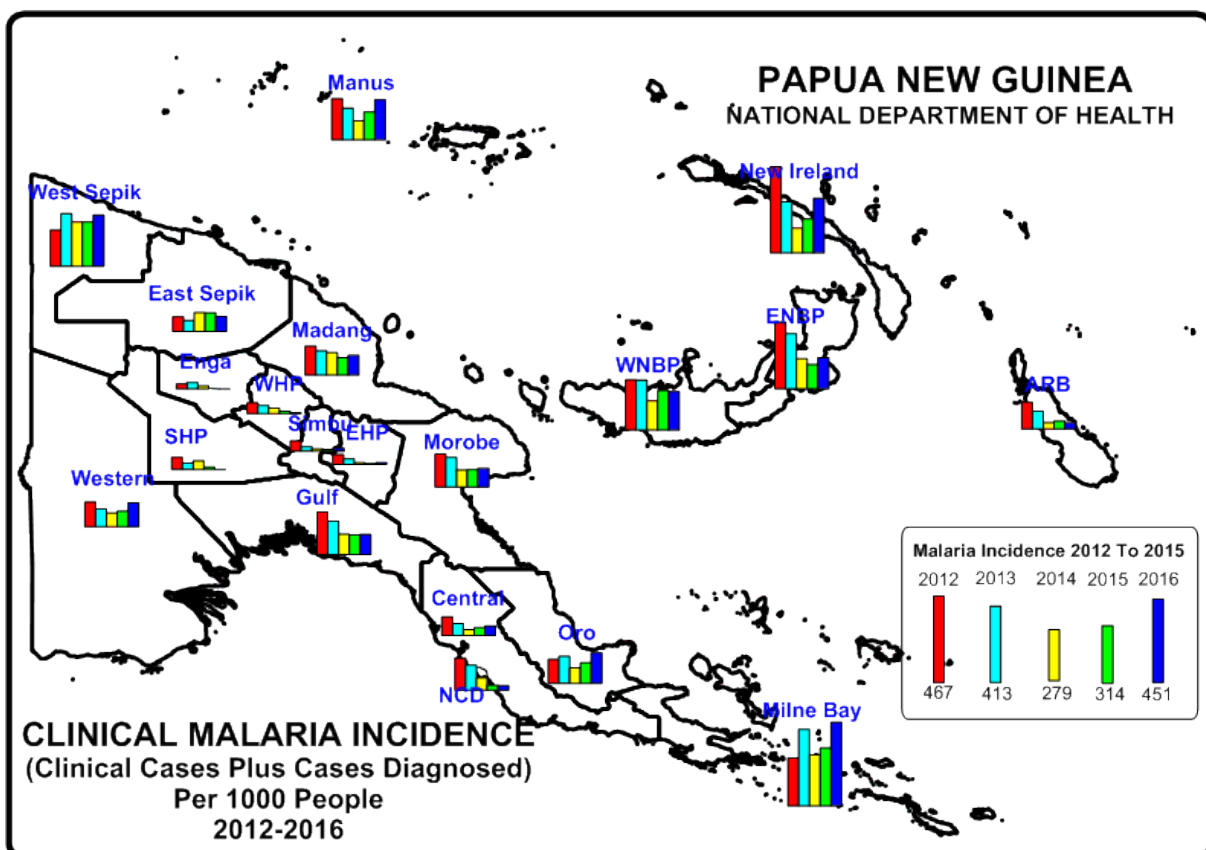 PAPUA NEW GUINEA
NATIONAL DEPARTMENT OF HEALTH
Manus
New Ireland
West Sepik
East Sepik
Madang
ENBP
Enga
WNBP
WHP
ARB
Simbu
EHP
SHP
Morobe
Western
Gulf
Central
Oro
NCD
Milne Bay
Malaria Incidence 2012 To 2015
2012 2013 2014 2015 2016
467 413 279 314 451
CLINICAL MALARIA INCIDENCE
(Clinical Cases Plus Cases Diagnosed)
Per 1000 People
2012-2016